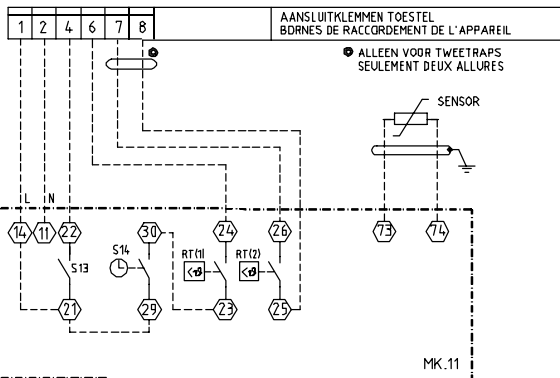 1 2 4 6 7 8
AANSLUITKLEMMEN TOESTEL
BORNES DE RACCORDEMENT DE L'APPAREIL
ALLEEN VOOR TWEETRAPS
SEULEMENT DEUX ALLURES
SENSOR
L N
14 11 22 30 24 26 73 74
S13 S14 RT(1) RT(2)
21 29 23 25
MK.11